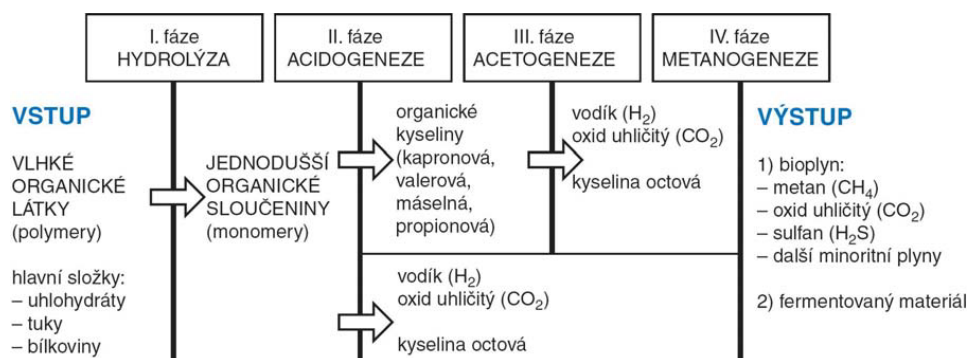 I. fáze
HYDROLÝZA
II. fáze
ACIDOGENEZE
III. fáze
ACETOGENEZE
IV. fáze
METANOGENEZE
VSTUP
VLHKÉ
ORGANICKÉ
LÁTKY
(polymery)
hlavní složky:
– uhlohydráty
– tuky
– bílkoviny
JEDNODUŠŠÍ
ORGANICKÉ
SLOUČENINY
(monomery)
organické
kyseliny
(kapronová,
valerová,
máselná,
propionová)
vodík (H₂)
oxid uhličitý (CO₂)
kyselina octová
vodík (H₂)
oxid uhličitý (CO₂)
kyselina octová
VÝSTUP
1) bioplyn:
– metan (CH₄)
– oxid uhličitý (CO₂)
– sulfan (H₂S)
– další minoritní plyny
2) fermentovaný materiál